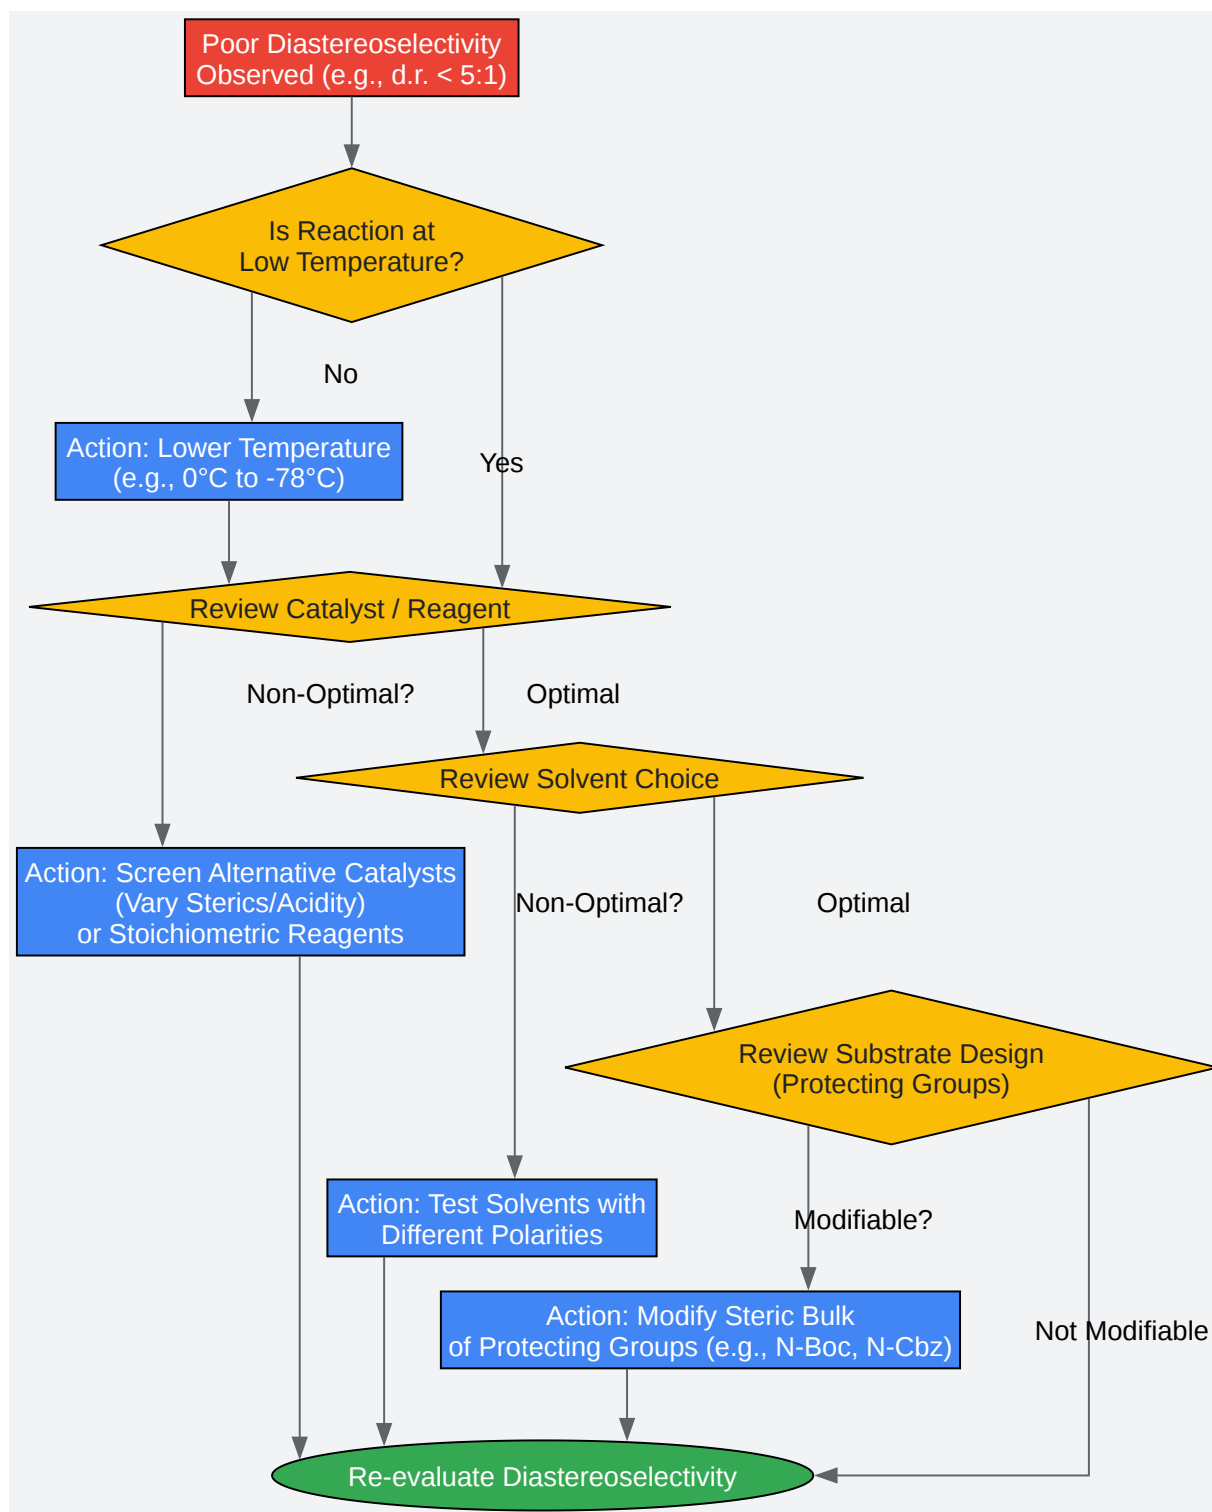 Poor Diastereoselectivity
Observed (e.g., d.r. < 5:1)
Is Reaction at
Low Temperature?
No
Action: Lower Temperature
(e.g., 0°C to -78°C)
Yes
Review Catalyst / Reagent
Non-Optimal?
Optimal
Review Solvent Choice
Action: Screen Alternative Catalysts
(Vary Sterics/Acidity)
or Stoichiometric Reagents
Non-Optimal?
Optimal
Review Substrate Design
(Protecting Groups)
Action: Test Solvents with
Different Polarities
Modifiable?
Action: Modify Steric Bulk
of Protecting Groups (e.g., N-Boc, N-Cbz)
Not Modifiable
Re-evaluate Diastereoselectivity